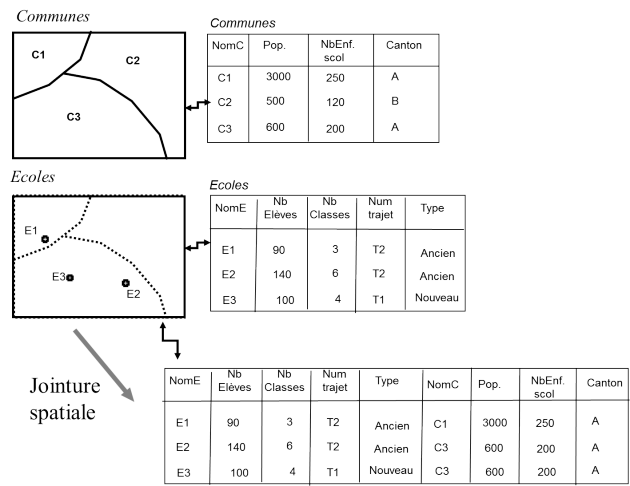 Communes
C1
C2
C3
Communes
NomC Pop. NbEnf. scol Canton
C1 3000 250 A
C2 500 120 B
C3 600 200 A
Ecoles
E1
E3
E2
Ecoles
NomE Nb Elèves Nb Classes Num trajet Type
E1 90 3 T2 Ancien
E2 140 6 T2 Ancien
E3 100 4 T1 Nouveau
Jointure
spatiale
NomE Nb Elèves Nb Classes Num trajet Type NomC Pop. NbEnf. scol Canton
E1 90 3 T2 Ancien C1 3000 250 A
E2 140 6 T2 Ancien C3 600 200 A
E3 100 4 T1 Nouveau C3 600 200 A